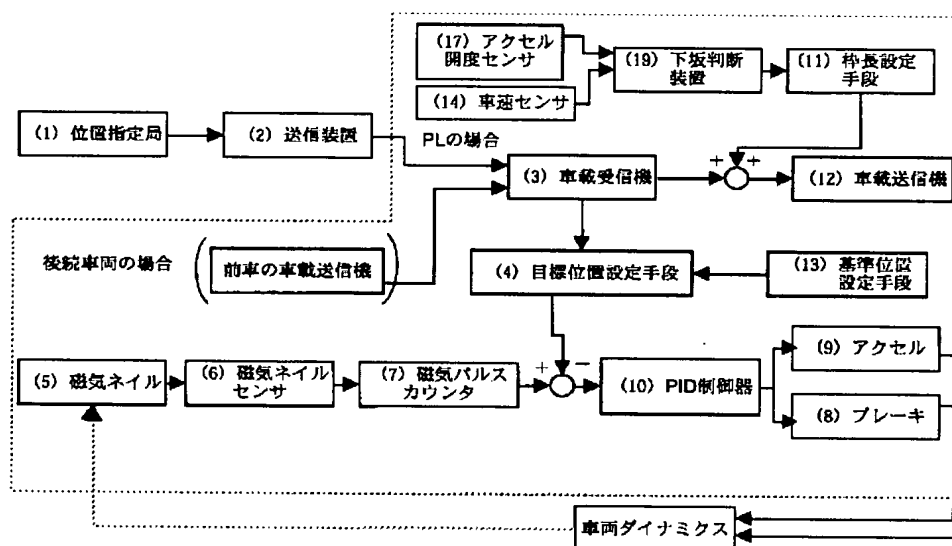 (17) アクセル
開度センサ
(19) 下坂判断
装置
(11) 枠長設定
手段
(14) 車速センサ
(1) 位置指定局
(2) 送信装置
PLの場合
(3) 車載受信機
+ +
(12) 車載送信機
後続車両の場合
(前車の車載送信機)
(4) 目標位置設定手段
(13) 基準位置
設定手段
(5) 磁気ネイル
(6) 磁気ネイル
センサ
(7) 磁気パルス
カウンタ
+ −
(10) PID制御器
(9) アクセル
(8) ブレーキ
車両ダイナミクス